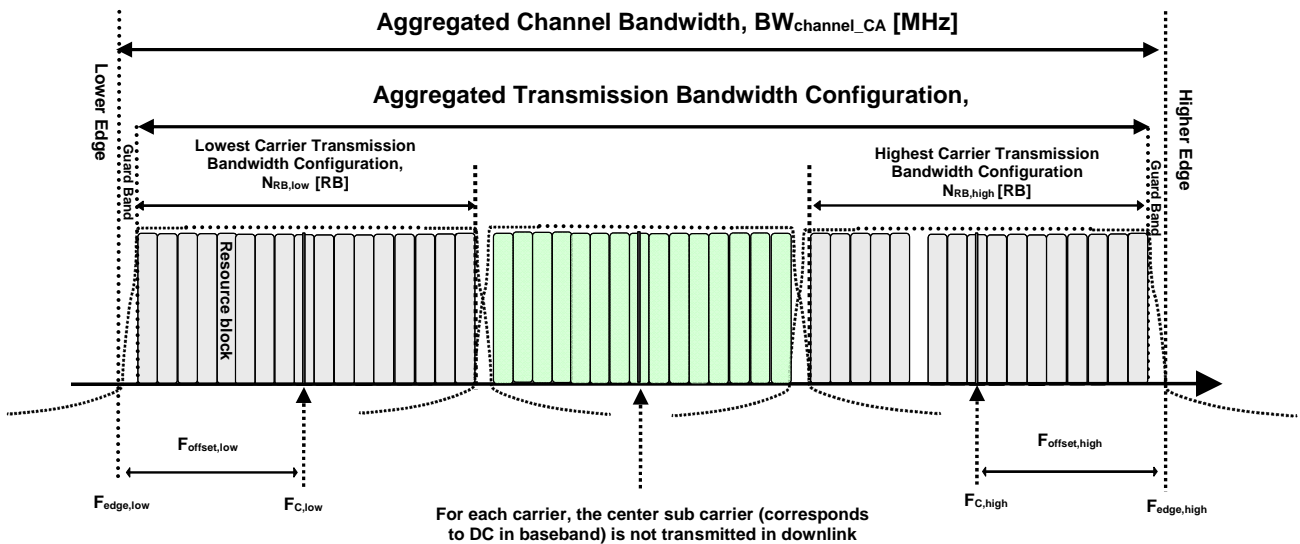 Aggregated Channel Bandwidth, BWchannel_CA [MHz]
Lower Edge
Higher Edge
Aggregated Transmission Bandwidth Configuration,
Guard Band
Lowest Carrier Transmission
Bandwidth Configuration,
NRB,low [RB]
Highest Carrier Transmission
Bandwidth Configuration
NRB,high [RB]
Guard Band
Resource block
Foffset,low
Foffset,high
Fedge,low
FC,low
FC,high
Fedge,high
For each carrier, the center sub carrier (corresponds
to DC in baseband) is not transmitted in downlink